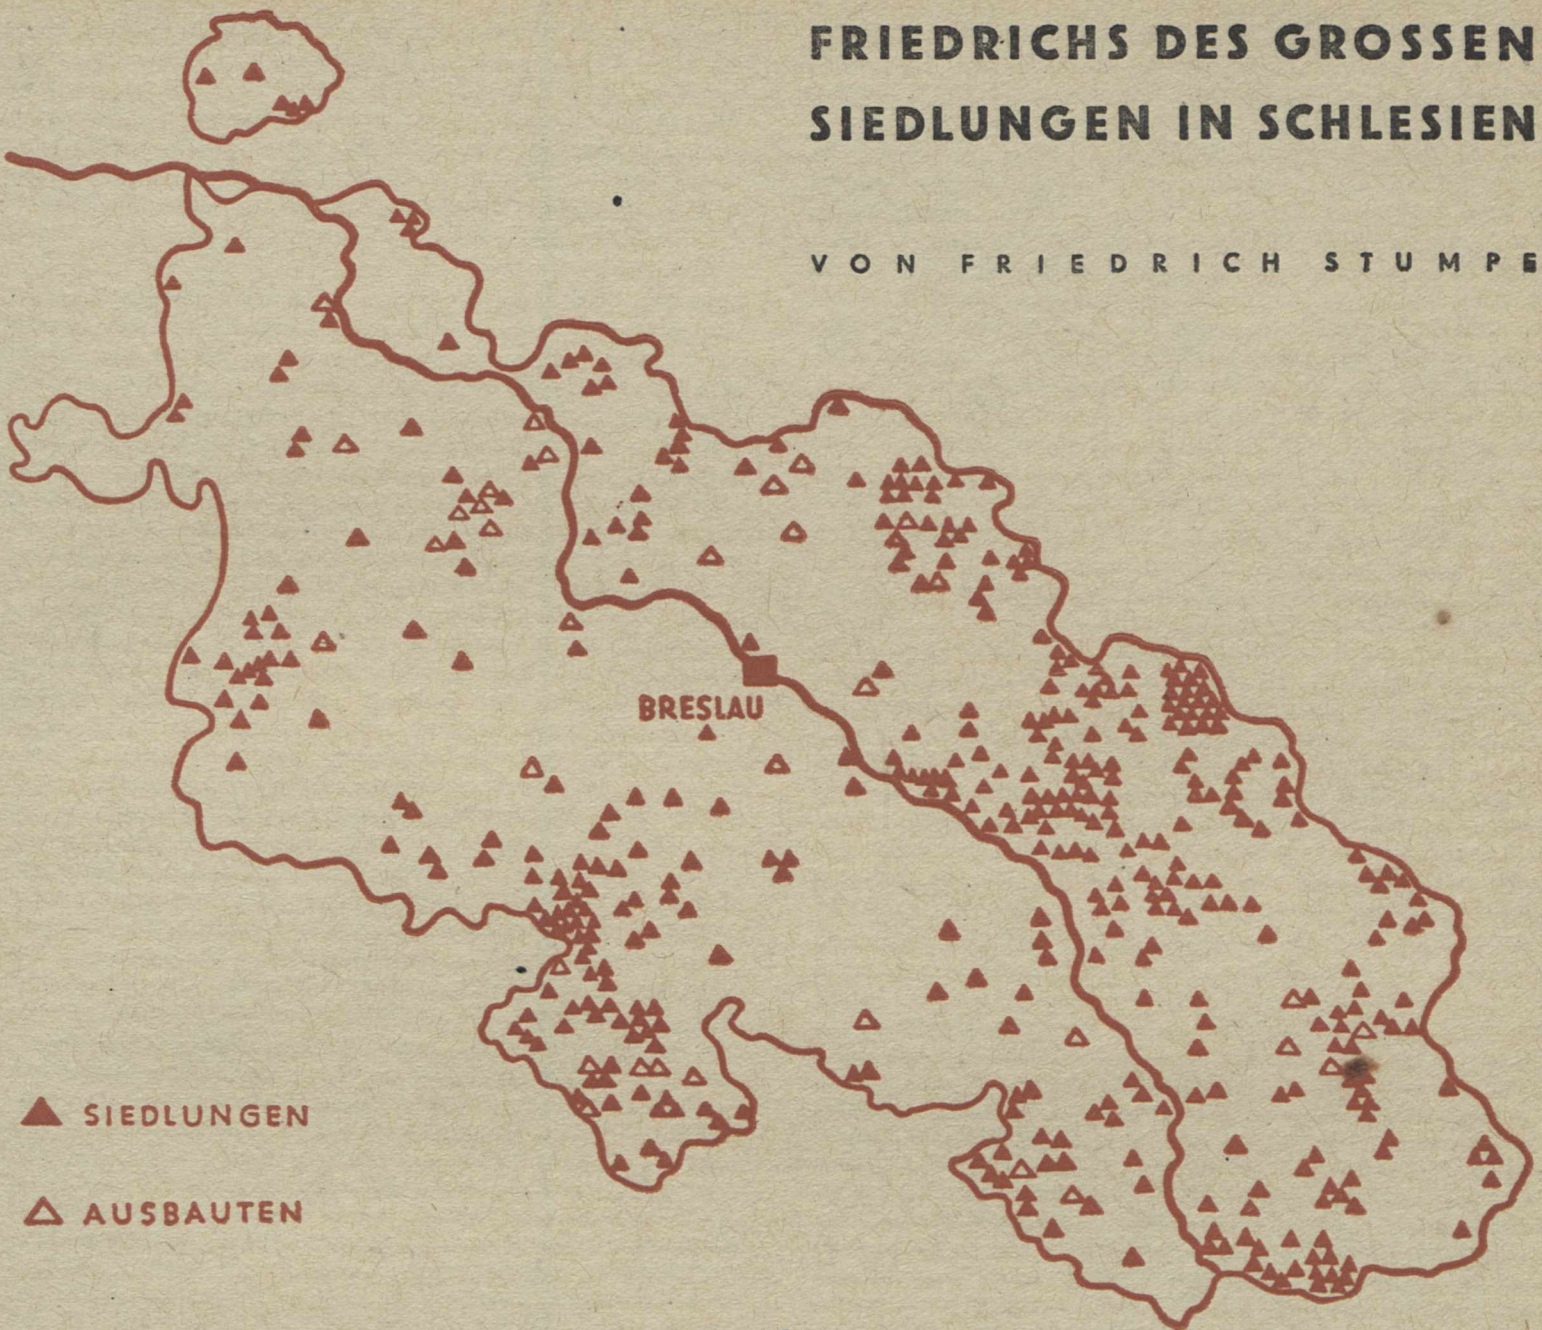 FRIEDRICHS DES GROSSEN
SIEDLUNGEN IN SCHLESIEN
VON FRIEDRICH STUMPE
BRESLAU
SIEDLUNGEN
AUSBAUTEN